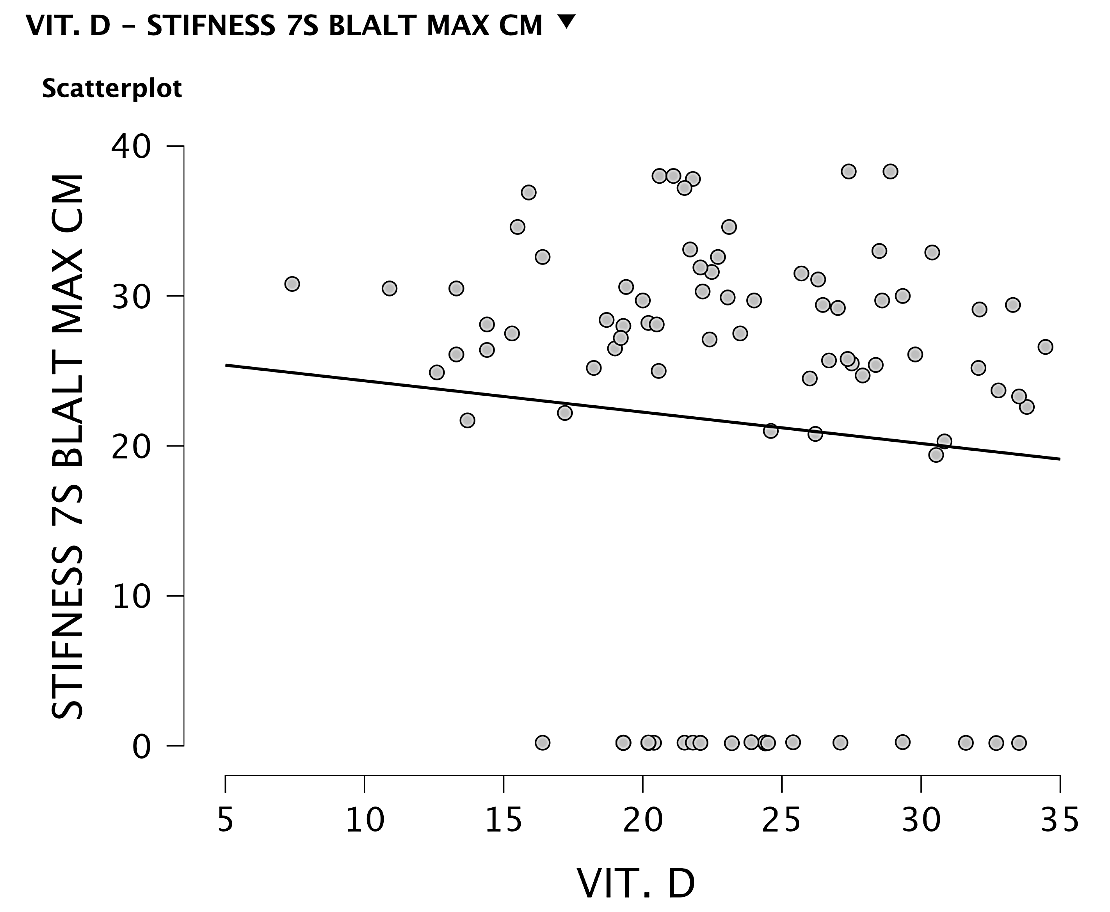 VIT. D – STIFNESS 7S BLALT MAX CM ▼
Scatterplot
STIFNESS 7S BLALT MAX CM
40
30
20
10
0
5 10 15 20 25 30 35
VIT. D